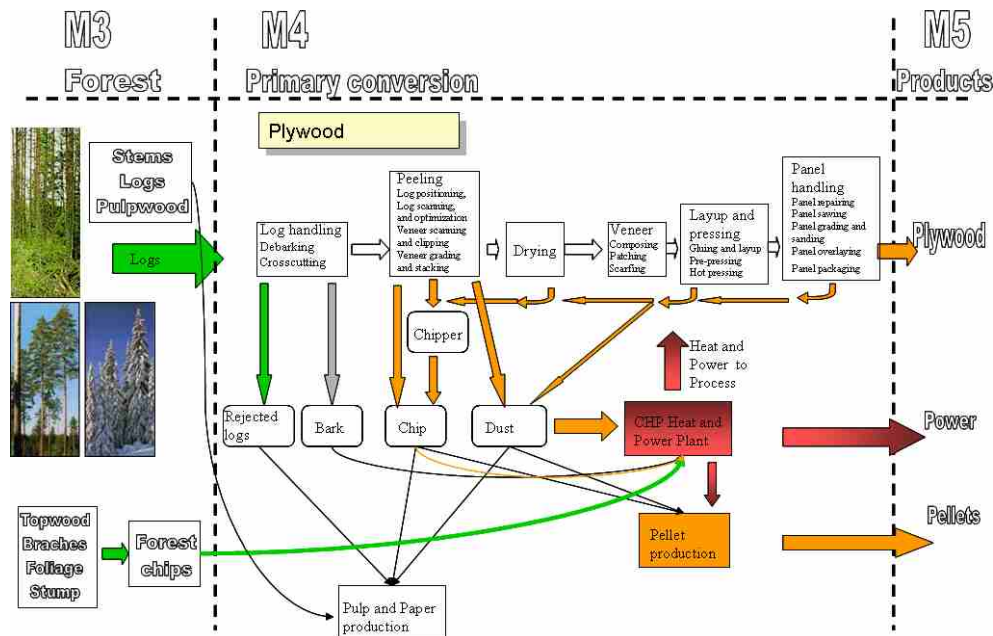 M3
Forest
M4
Primary conversion
M5
Products
Plywood
Stems
Logs
Pulpwood
Logs
Log handling
Debarking
Crosscutting
Peeling
Log positioning,
Log scanning,
and optimization
Veneer scanning
and clipping
Veneer grading
and stacking
Drying
Veneer
Composing
Patching
Scarfing
Layup and
pressing
Gluing and layup
Pre-pressing
Hot pressing
Panel
handling
Panel repairing
Panel sawing
Panel grading and
sanding
Panel overlaying
Panel packaging
Plywood
Chipper
Heat and
Power to
Process
Rejected
logs
Bark
Chip
Dust
CHP Heat and
Power Plant
Power
Topwood
Braches
Foliage
Stump
Forest
chips
Pellet
production
Pellets
Pulp and Paper
production